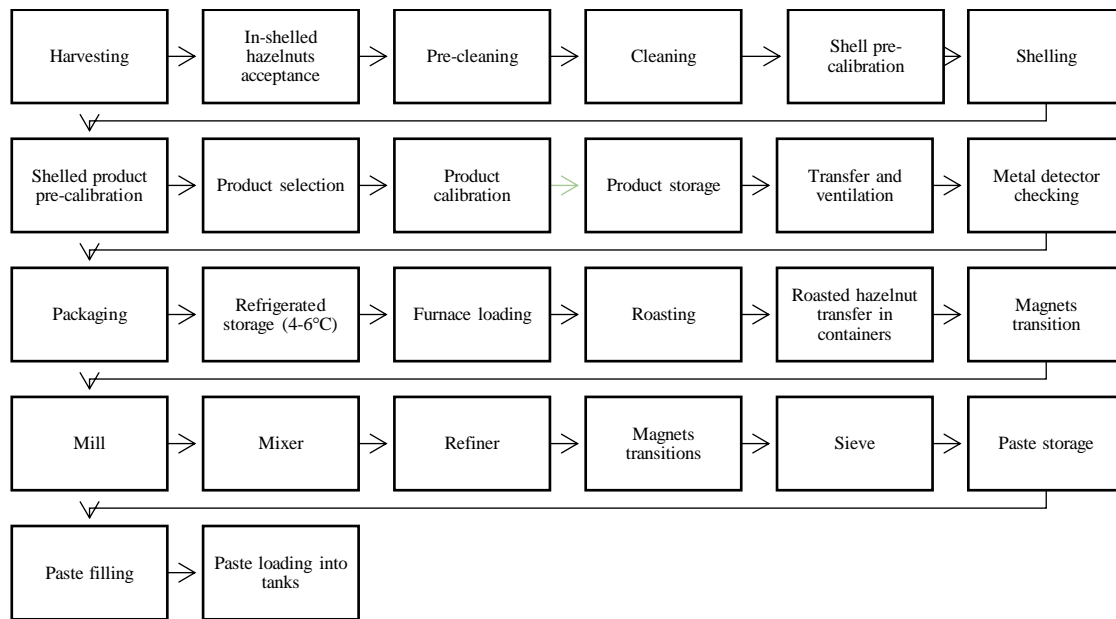 Harvesting
In-shelled
hazelnuts
acceptance
Pre-cleaning
Cleaning
Shell pre-
calibration
Shelling
Shelled product
pre-calibration
Product selection
Product
calibration
Product storage
Transfer and
ventilation
Metal detector
checking
Packaging
Refrigerated
storage (4-6°C)
Furnace loading
Roasting
Roasted hazelnut
transfer in
containers
Magnets
transition
Mill
Mixer
Refiner
Magnets
transitions
Sieve
Paste storage
Paste filling
Paste loading into
tanks